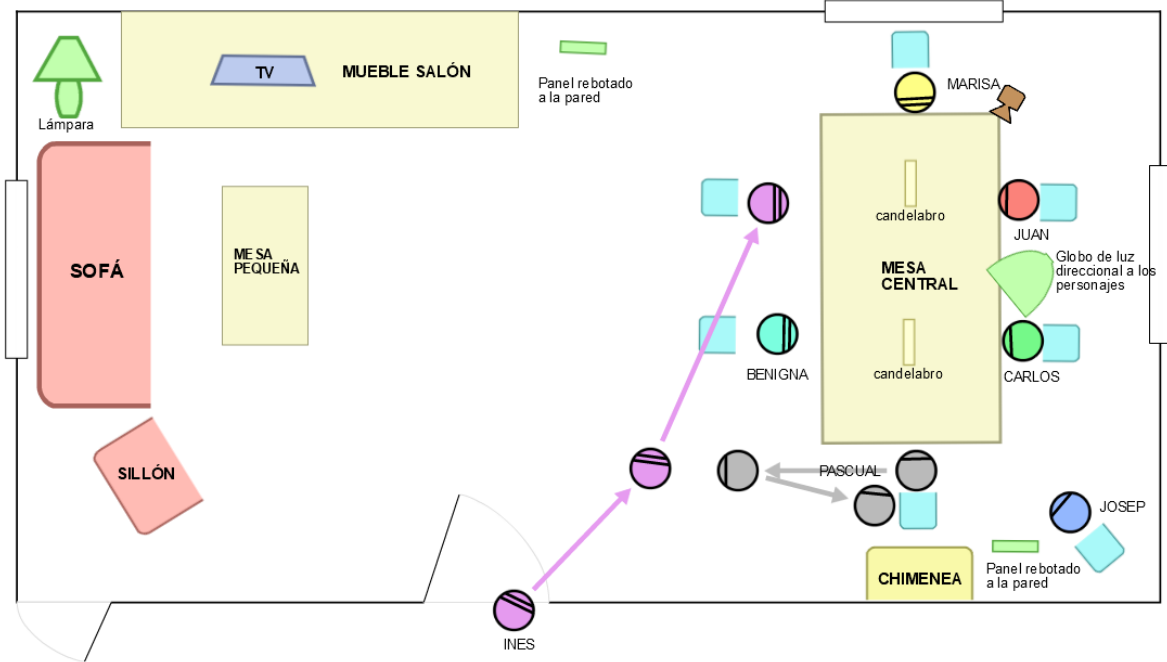 TV
MUEBLE SALÓN
Panel rebotado
a la pared
MARISA
Lámpara
candelabro
JUAN
SOFÁ
MESA
PEQUEÑA
MESA
CENTRAL
Globo de luz
direccional a los
personajes
BENIGNA
candelabro
CARLOS
SILLÓN
PASCUAL
JOSEP
CHIMENEA
Panel rebotado
a la pared
INES